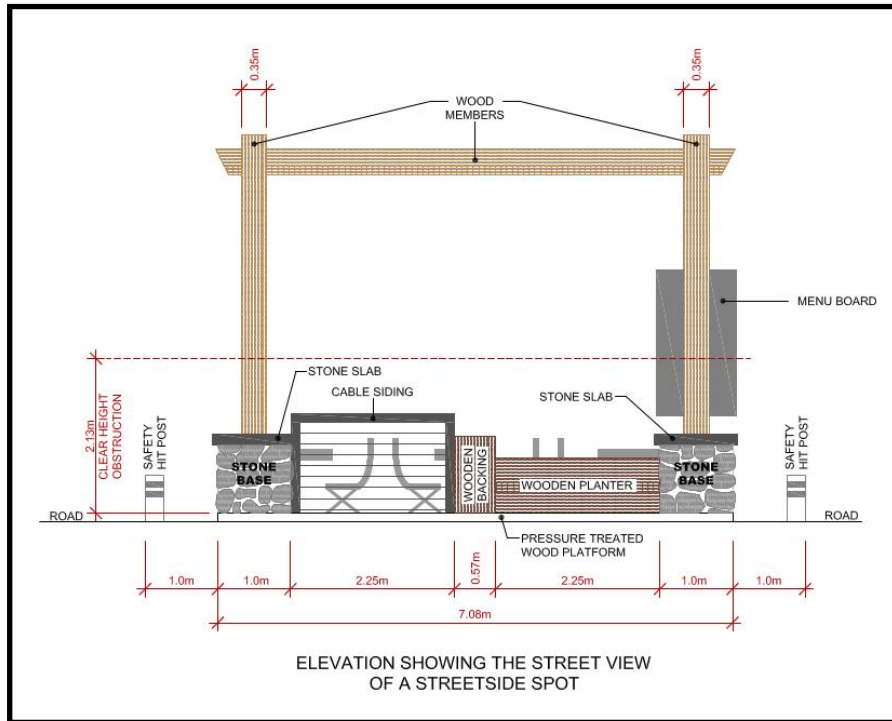 0.35m
0.35m
WOOD
MEMBERS
MENU BOARD
STONE SLAB
CABLE SIDING
STONE SLAB
2.13m
CLEAR HEIGHT
OBSTRUCTION
SAFETY
HIT POST
STONE
BASE
WOODEN
BACKING
WOODEN PLANTER
STONE
BASE
SAFETY
HIT POST
ROAD
ROAD
PRESSURE TREATED
WOOD PLATFORM
1.0m
1.0m
2.25m
0.57m
2.25m
1.0m
1.0m
7.08m
ELEVATION SHOWING THE STREET VIEW
OF A STREETSIDE SPOT